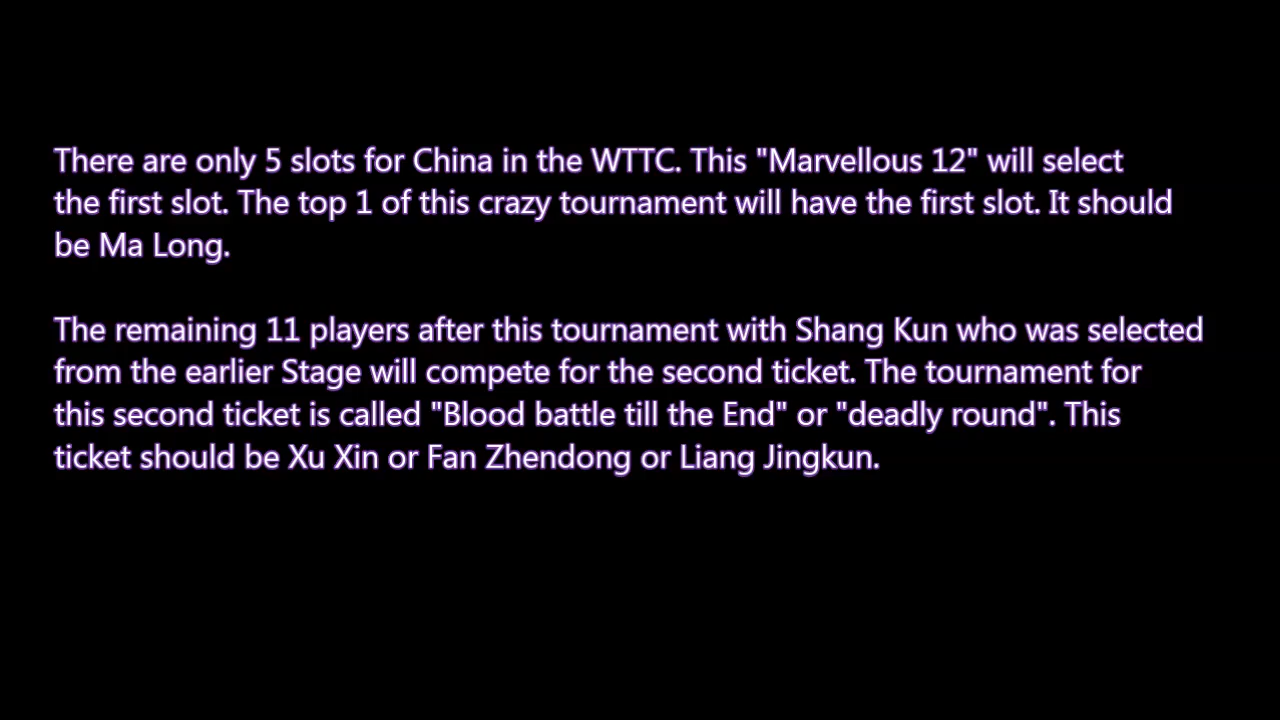 There are only 5 slots for China in the WTTC. This "Marvellous 12" will select
the first slot. The top 1 of this crazy tournament will have the first slot. It should
be Ma Long.
The remaining 11 players after this tournament with Shang Kun who was selected
from the earlier Stage will compete for the second ticket. The tournament for
this second ticket is called "Blood battle till the End" or "deadly round". This
ticket should be Xu Xin or Fan Zhendong or Liang Jingkun.